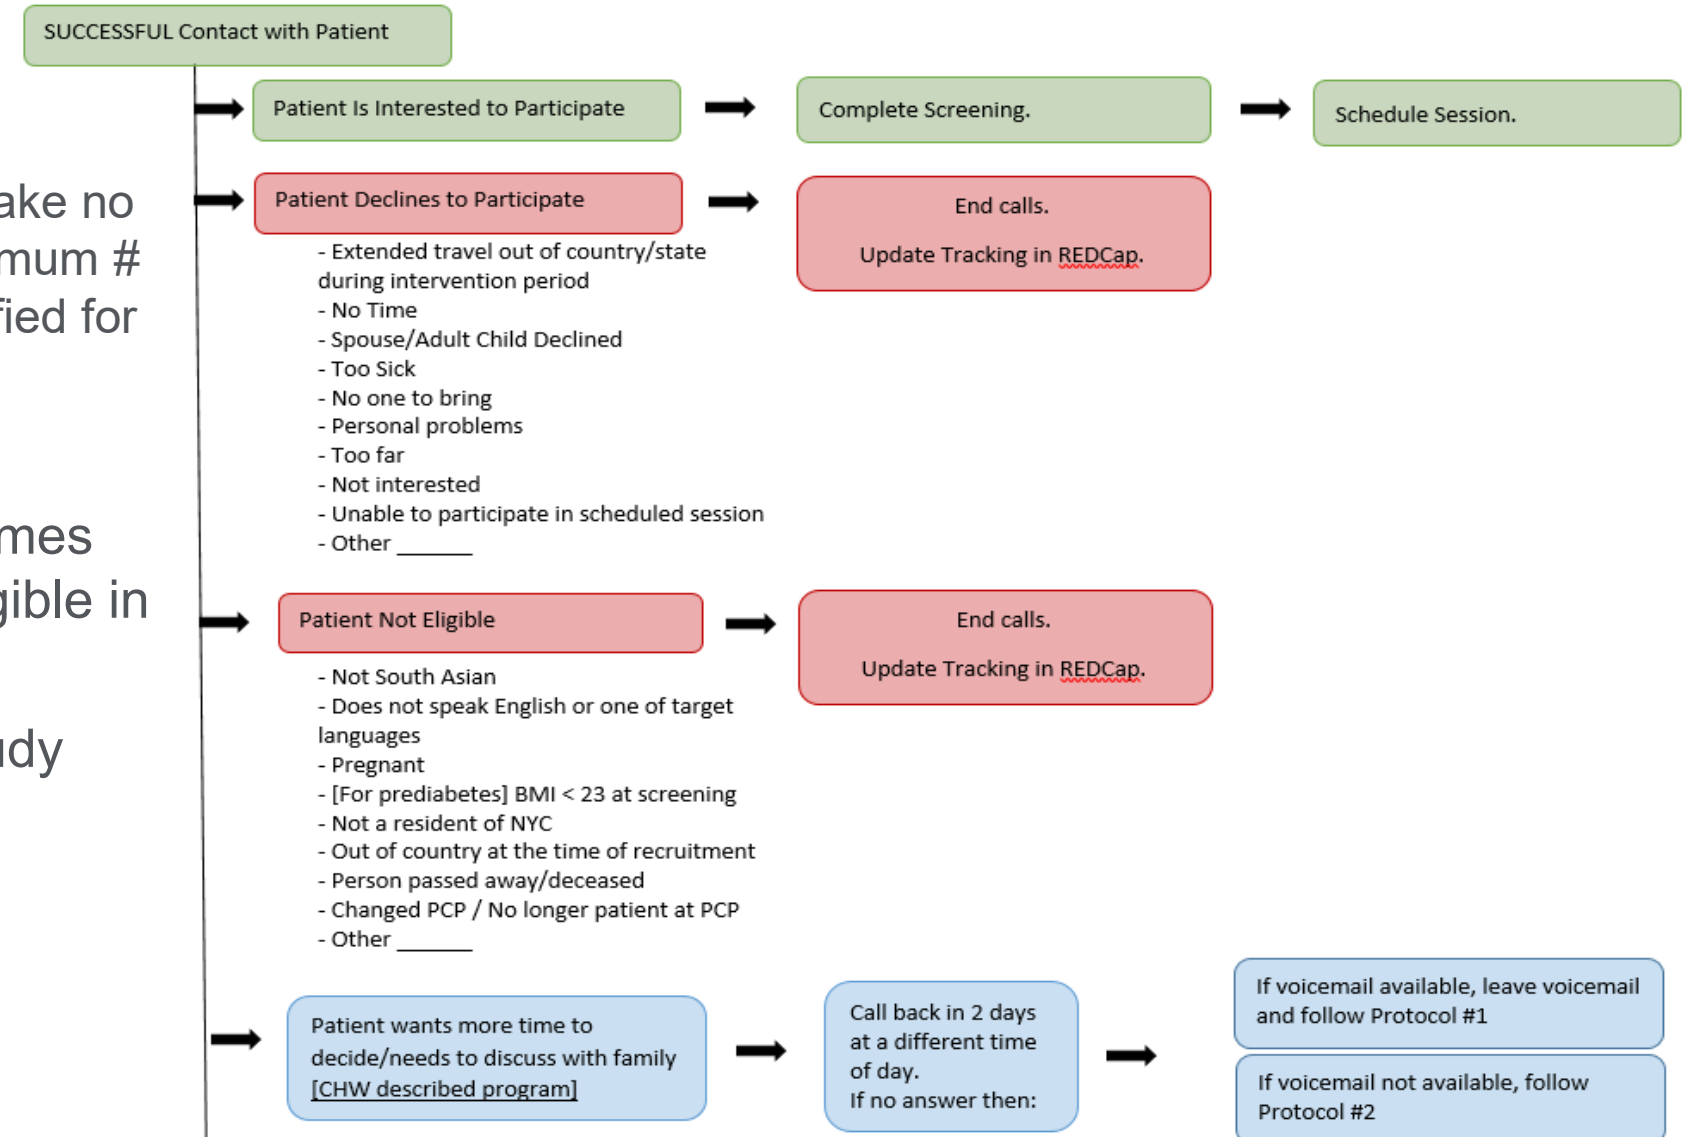 SUCCESSFUL Contact with Patient
Patient Is Interested to Participate
Complete Screening.
Schedule Session.
Patient Declines to Participate
- Extended travel out of country/state
during intervention period
- No Time
- Spouse/Adult Child Declined
- Too Sick
- No one to bring
- Personal problems
- Too far
- Not interested
- Unable to participate in scheduled session
- Other ______
End calls.
Update Tracking in REDCap.
Patient Not Eligible
- Not South Asian
- Does not speak English or one of target
languages
- Pregnant
- [For prediabetes] BMI < 23 at screening
- Not a resident of NYC
- Out of country at the time of recruitment
- Person passed away/deceased
- Changed PCP / No longer patient at PCP
- Other ______
End calls.
Update Tracking in REDCap.
Patient wants more time to
decide/needs to discuss with family
[CHW described program]
Call back in 2 days
at a different time
of day.
If no answer then:
If voicemail available, leave voicemail
and follow Protocol #1
If voicemail not available, follow
Protocol #2
ake no
mum #
fied for
mes
gible in
udy